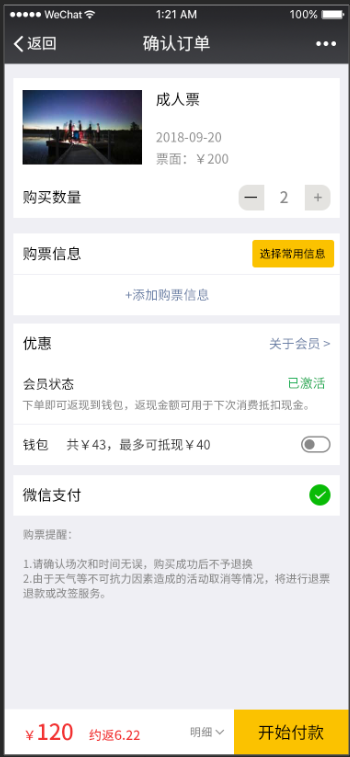 WeChat 1:21 AM 100%
返回 确认订单
成人票
2018-09-20
票面：￥200
购买数量 － 2 ＋
购票信息 选择常用信息
+添加购票信息
优惠 关于会员 >
会员状态 已激活
下单即可返现到钱包，返现金额可用于下次消费抵扣现金。
钱包 共￥43，最多可抵现￥40
微信支付
购票提醒：
1.请确认场次和时间无误，购买成功后不予退换
2.由于天气等不可抗力因素造成的活动取消等情况，将进行退票
退款或改签服务。
￥120 约返6.22 明细 开始付款